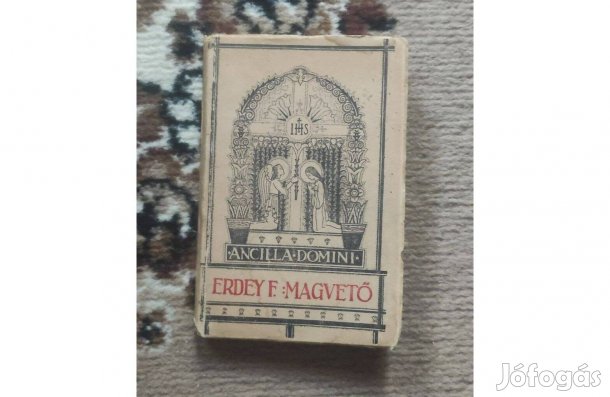 IHS
·ANCILLA·DOMINI·
ERDEY F.:MAGVETŐ
Jófogás